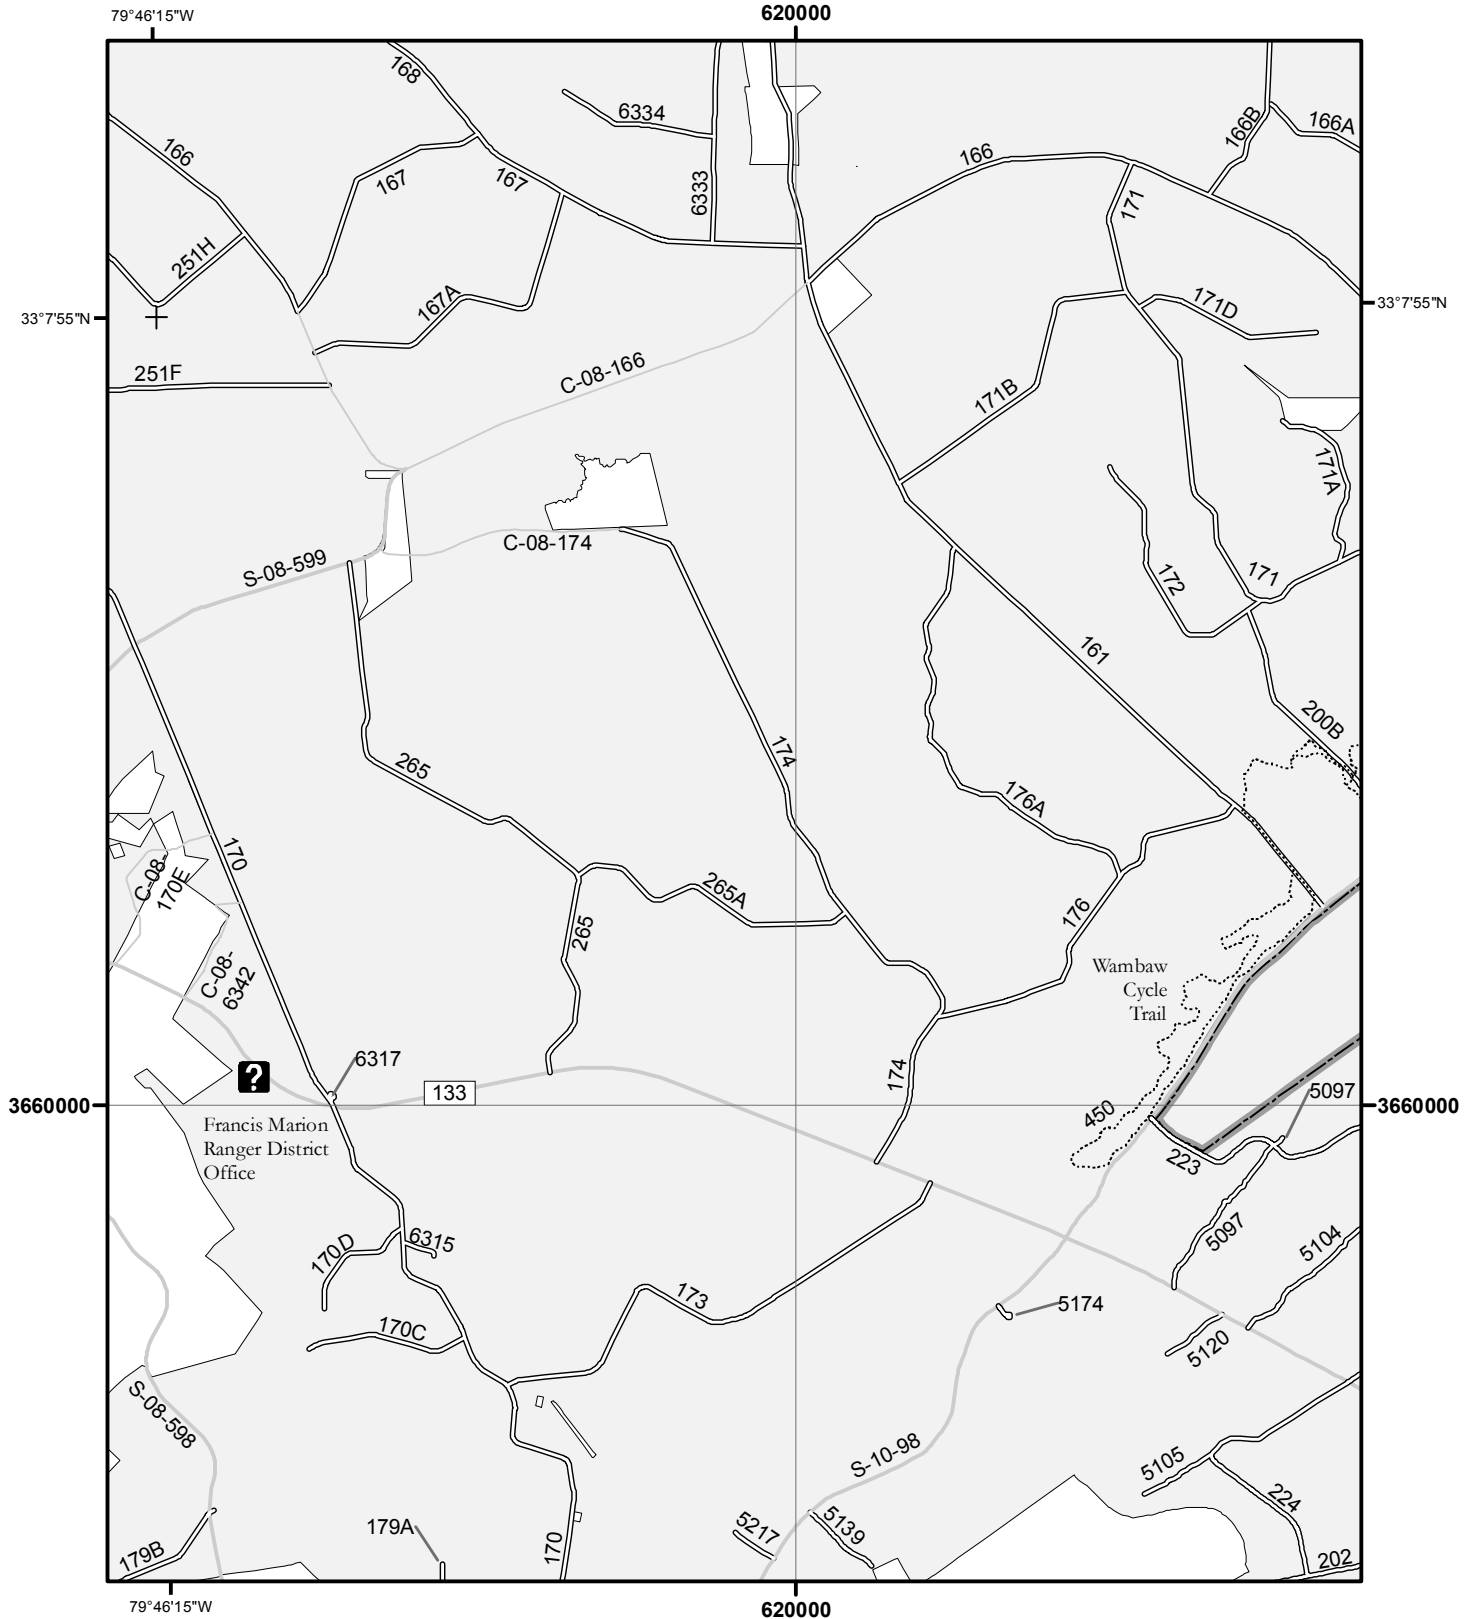 79°46'15"W
620000
168
6334
166B
166A
166
166
167
167
6333
171
251H
167A
171D
33°7'55"N
33°7'55"N
251F
C-08-166
171B
171A
C-08-174
S-08-599
172
171
161
200B
174
265
176A
170
C-08-
170E
265A
265
176
C-08-
6342
Wambaw
Cycle
Trail
6317
?
133
174
5097
3660000
3660000
450
Francis Marion
Ranger District
Office
223
170D
6315
5097
5104
173
5174
170C
5120
S-08-598
S-10-98
5105
224
179A
5217
5139
170
179B
202
79°46'15"W
620000